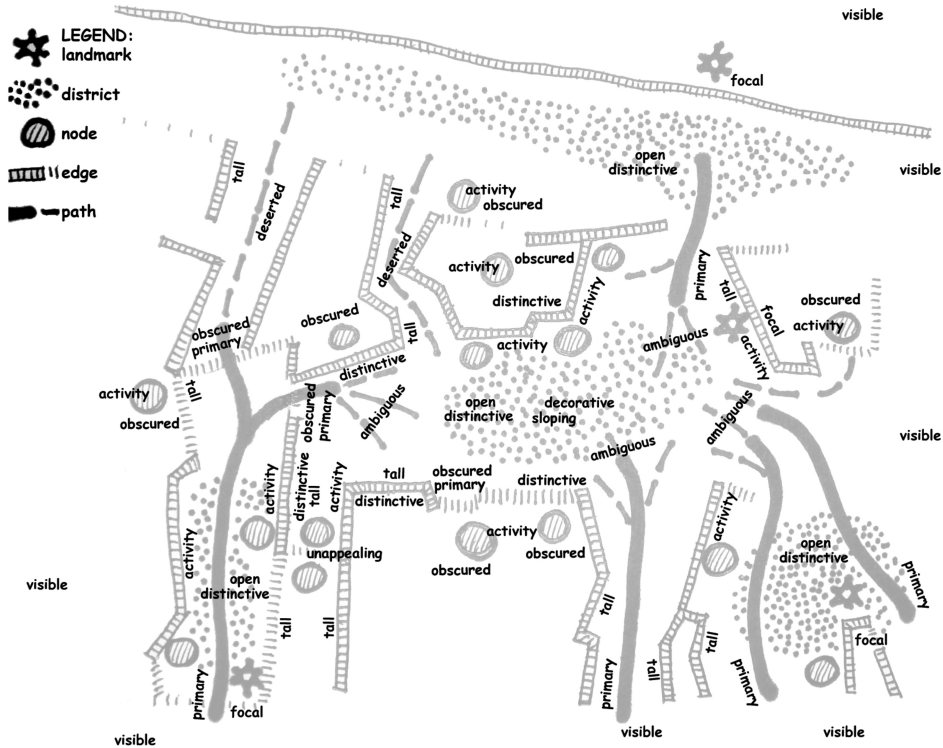 visible
LEGEND:
landmark
focal
district
node
edge
path
tall
open
distinctive
visible
deserted
tall
activity
obscured
deserted
activity
obscured
distinctive
activity
primary
tall
focal
obscured
activity
obscured
primary
obscured
tall
activity
ambiguous
activity
distinctive
activity
obscured
tall
obscured
primary
ambiguous
open
distinctive
decorative
sloping
ambiguous
ambiguous
visible
activity
distinctive
tall
activity
tall
distinctive
obscured
primary
distinctive
activity
activity
obscured
obscured
activity
unappealing
open
distinctive
visible
open
distinctive
primary
tall
tall
tall
tall
tall
focal
primary
focal
primary
primary
visible
visible
visible